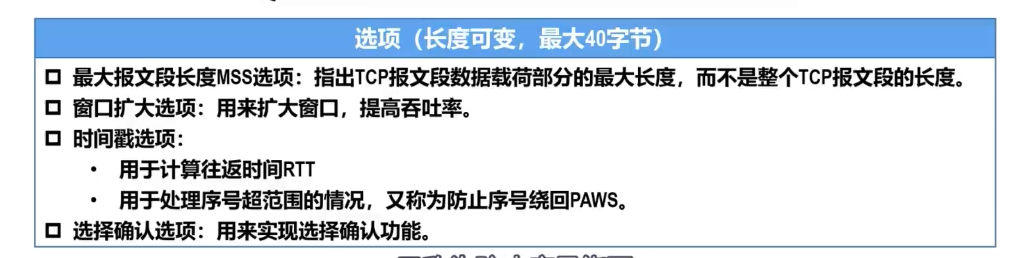 选项（长度可变，最大40字节）
最大报文段长度MSS选项：指出TCP报文段数据载荷部分的最大长度，而不是整个TCP报文段的长度。
窗口扩大选项：用来扩大窗口，提高吞吐率。
时间戳选项：
• 用于计算往返时间RTT
• 用于处理序号超范围的情况，又称为防止序号绕回PAWS。
选择确认选项：用来实现选择确认功能。